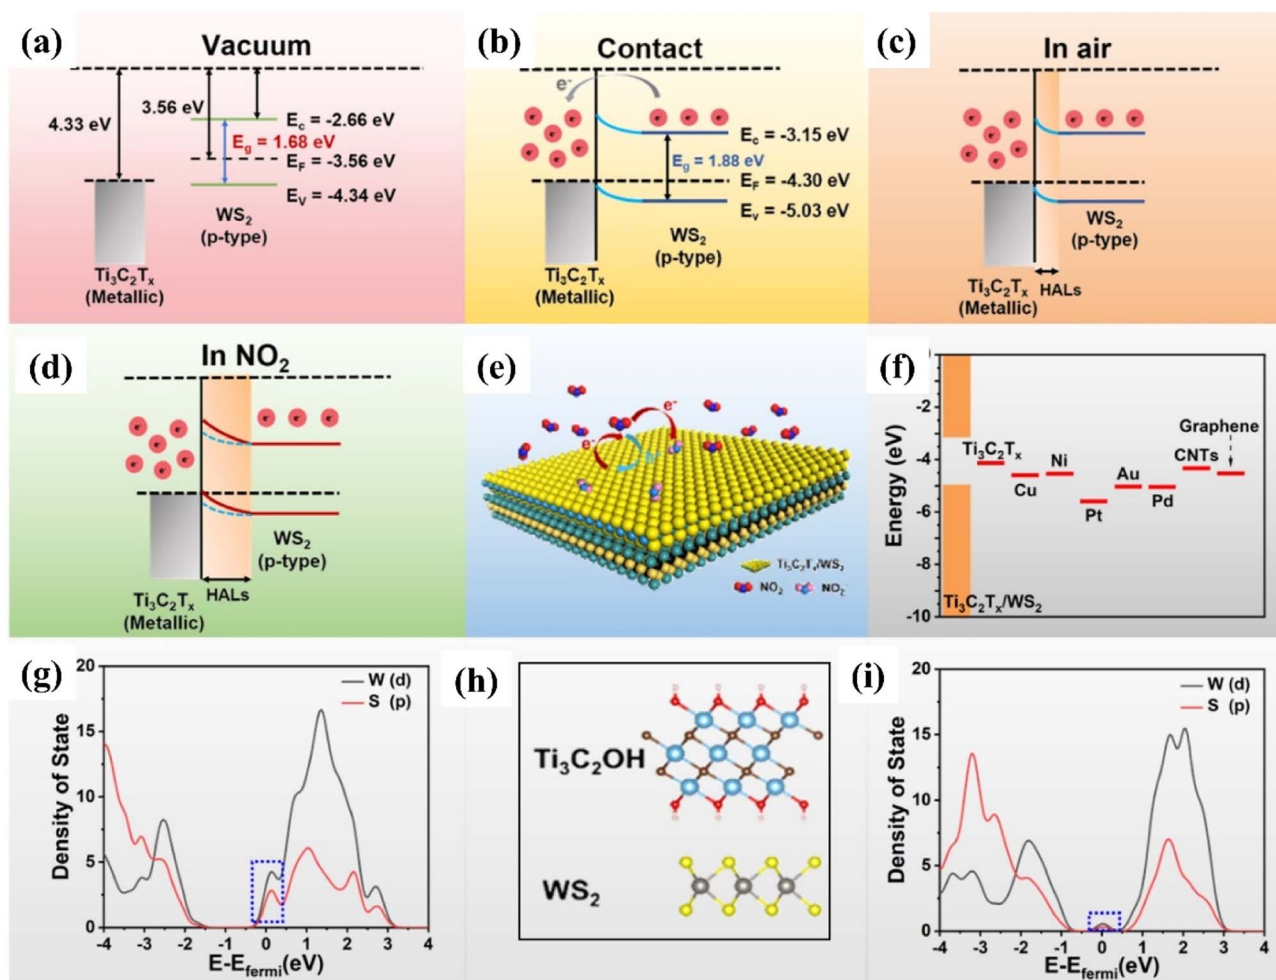 (a)
Vacuum
4.33 eV
3.56 eV
E_c = -2.66 eV
E_g = 1.68 eV
E_F = -3.56 eV
E_V = -4.34 eV
WS₂
(p-type)
Ti₃C₂Tₓ
(Metallic)
(b)
Contact
e⁻
e⁻ e⁻ e⁻ e⁻ e⁻ e⁻ e⁻ e⁻ e⁻
E_c = -3.15 eV
E_g = 1.88 eV
E_F = -4.30 eV
E_v = -5.03 eV
WS₂
(p-type)
Ti₃C₂Tₓ
(Metallic)
(c)
In air
e⁻ e⁻ e⁻ e⁻ e⁻ e⁻ e⁻ e⁻ e⁻
WS₂
(p-type)
Ti₃C₂Tₓ
(Metallic)
HALs
(d)
In NO₂
e⁻ e⁻ e⁻ e⁻ e⁻ e⁻ e⁻ e⁻
WS₂
(p-type)
HALs
Ti₃C₂Tₓ
(Metallic)
(e)
e⁻
e⁻
h⁺
Ti₃C₂Tₓ/WS₂
NO₂ NO₂⁻
(f)
Energy (eV)
-2
-4
-6
-8
-10
Ti₃C₂Tₓ
Cu
Ni
Pt
Au
Pd
CNTs
Graphene
Ti₃C₂Tₓ/WS₂
(g)
Density of State
20
15
10
5
0
W (d)
S (p)
-4 -3 -2 -1 0 1 2 3 4
E-E_fermi(eV)
(h)
Ti₃C₂OH
WS₂
(i)
Density of State
20
15
10
5
0
W (d)
S (p)
-4 -3 -2 -1 0 1 2 3 4
E-E_fermi(eV)